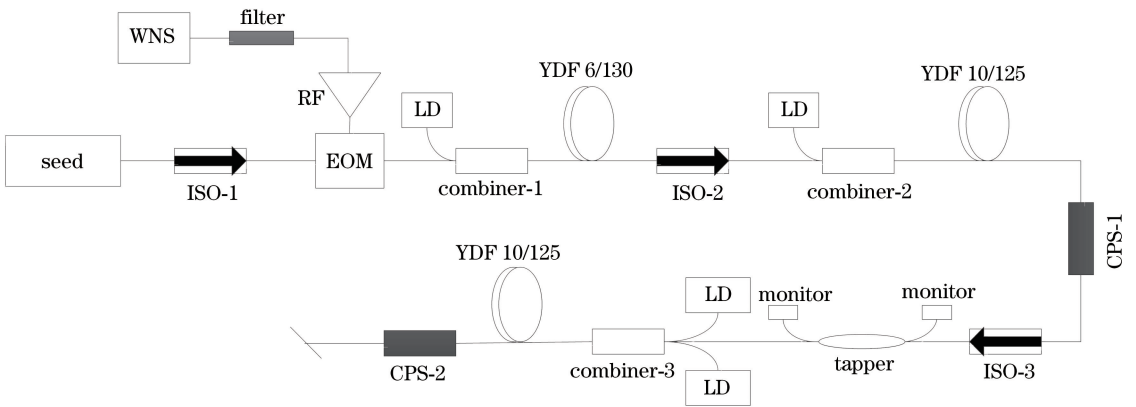 filter
WNS
YDF 6/130
YDF 10/125
RF
LD
LD
seed
EOM
ISO-1
combiner-1
ISO-2
combiner-2
CPS-1
YDF 10/125
LD
monitor
monitor
CPS-2
combiner-3
tapper
ISO-3
LD